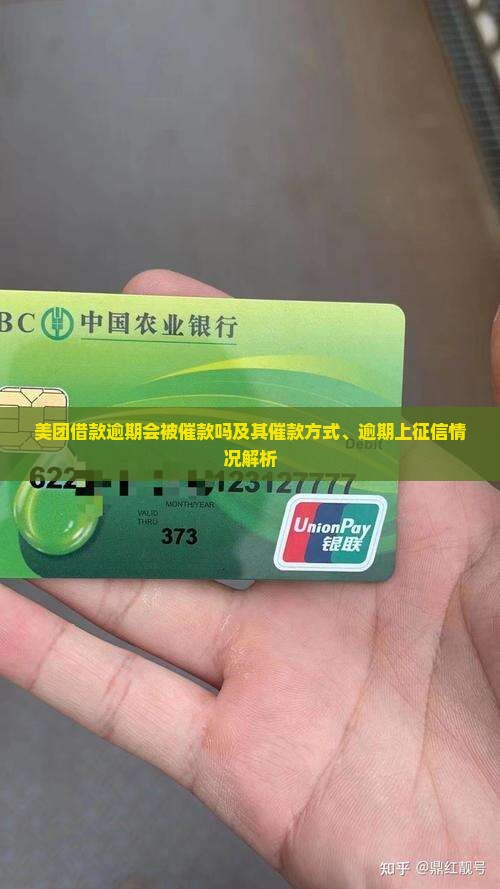 BC 中国农业银行
美团借款逾期会被催款吗及其催款方式、逾期上征信情
况解析
Debit
622
123127777
MONTH/YEAR
VALID
THRU
373
UnionPay
银联
知乎 @鼎红靓号